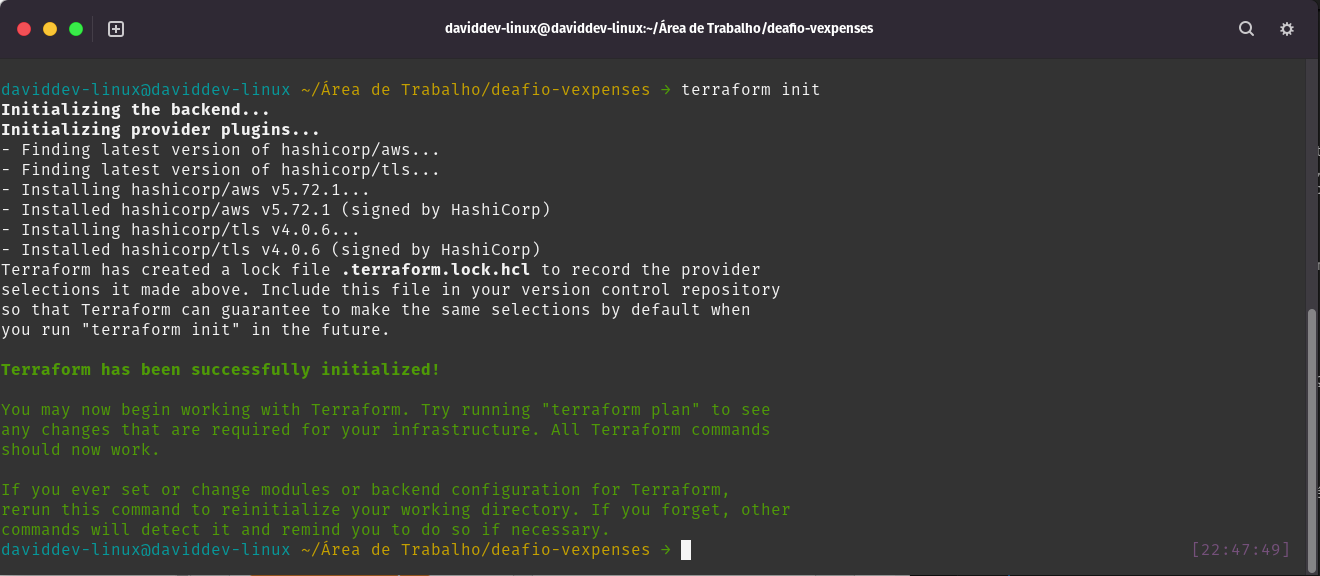 daviddev-linux@daviddev-linux:~/Área de Trabalho/deafio-vexpenses
daviddev-linux@daviddev-linux ~/Área de Trabalho/deafio-vexpenses → terraform init
Initializing the backend...
Initializing provider plugins...
- Finding latest version of hashicorp/aws...
- Finding latest version of hashicorp/tls...
- Installing hashicorp/aws v5.72.1...
- Installed hashicorp/aws v5.72.1 (signed by HashiCorp)
- Installing hashicorp/tls v4.0.6...
- Installed hashicorp/tls v4.0.6 (signed by HashiCorp)
Terraform has created a lock file .terraform.lock.hcl to record the provider
selections it made above. Include this file in your version control repository
so that Terraform can guarantee to make the same selections by default when
you run "terraform init" in the future.
Terraform has been successfully initialized!
You may now begin working with Terraform. Try running "terraform plan" to see
any changes that are required for your infrastructure. All Terraform commands
should now work.
If you ever set or change modules or backend configuration for Terraform,
rerun this command to reinitialize your working directory. If you forget, other
commands will detect it and remind you to do so if necessary.
daviddev-linux@daviddev-linux ~/Área de Trabalho/deafio-vexpenses → [22:47:49]